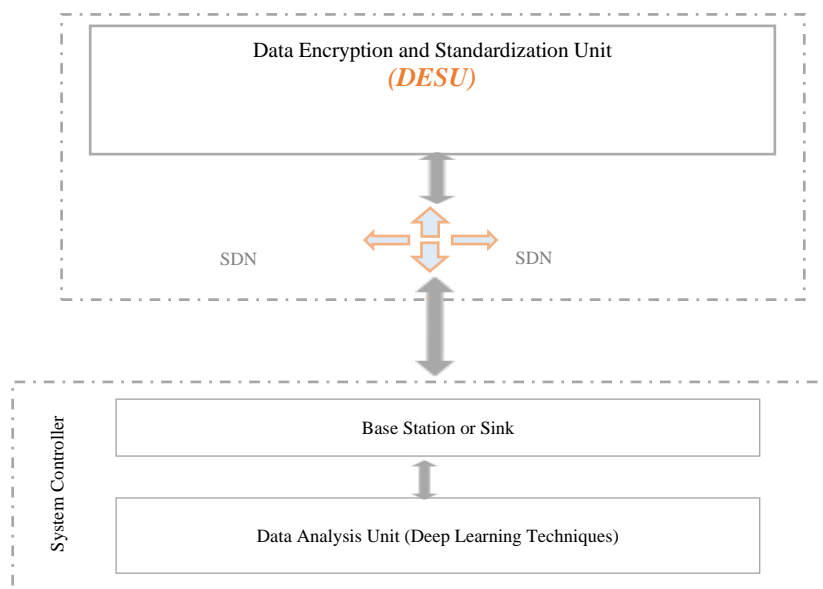 Data Encryption and Standardization Unit
(DESU)
SDN
SDN
System Controller
Base Station or Sink
Data Analysis Unit (Deep Learning Techniques)